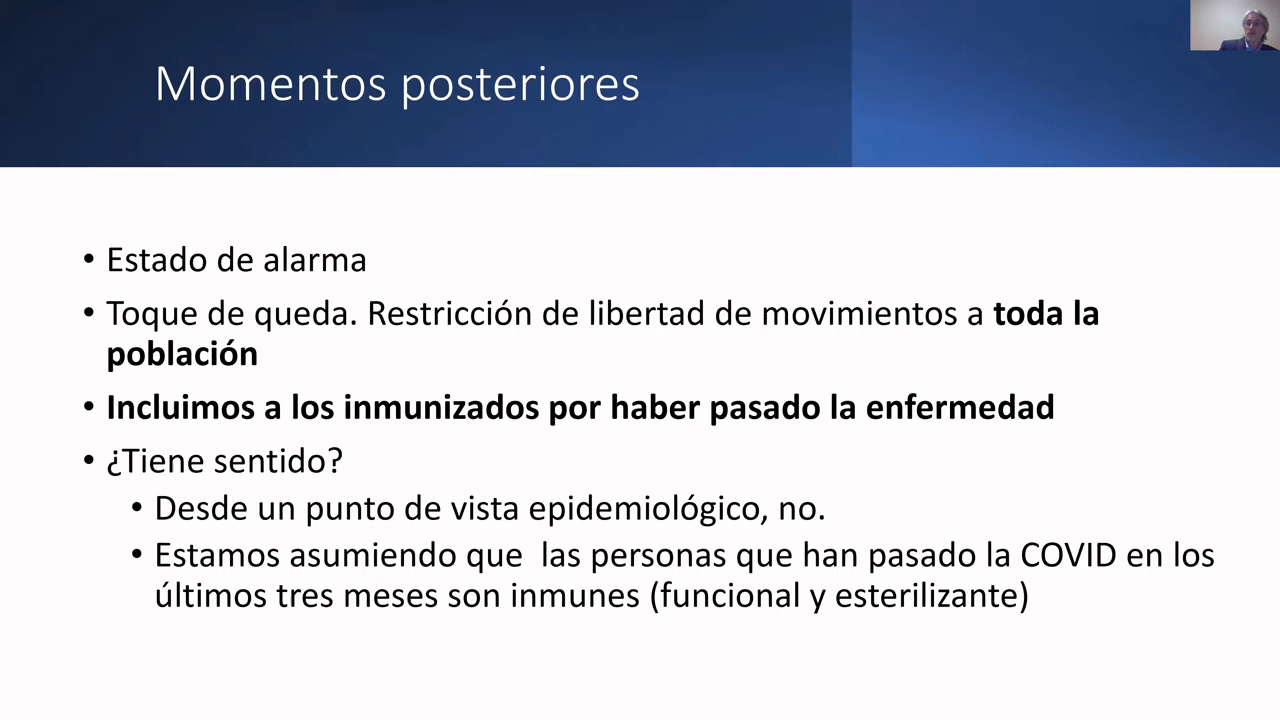 Momentos posteriores
• Estado de alarma
• Toque de queda. Restricción de libertad de movimientos a toda la
población
• Incluimos a los inmunizados por haber pasado la enfermedad
• ¿Tiene sentido?
• Desde un punto de vista epidemiológico, no.
• Estamos asumiendo que  las personas que han pasado la COVID en los
últimos tres meses son inmunes (funcional y esterilizante)